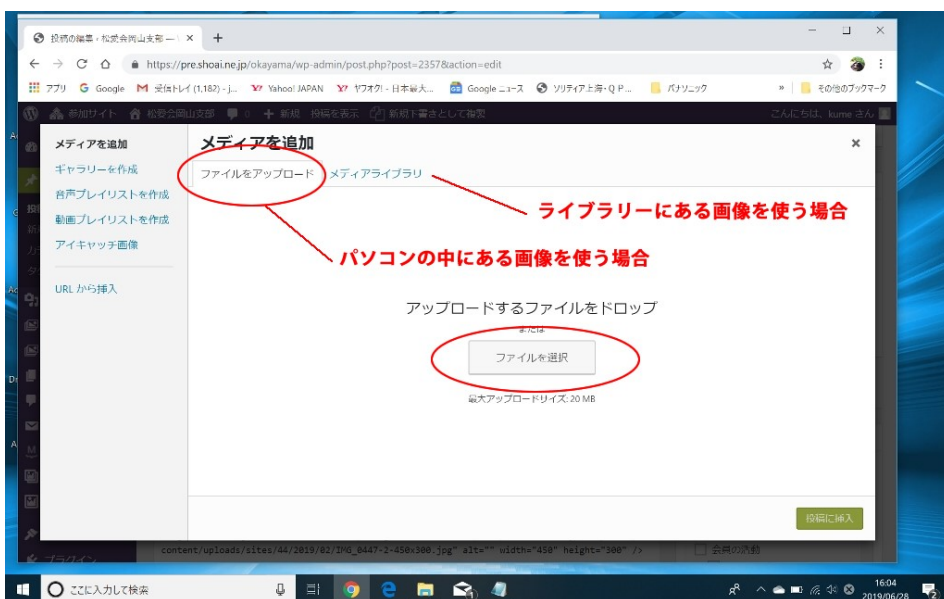 投稿の編集 ‹ 松愛会岡山支部 —
https://pre.shoai.ne.jp/okayama/wp-admin/post.php?post=2357&action=edit
アプリ Google 受信トレイ (1,182) - j... Yahoo! JAPAN ヤフオク! - 日本最大... Google ニュース ソリティア上海 - Q P... パナソニック » その他のブックマーク
参加サイト 松愛会岡山支部 0 新規 投稿を表示 新規下書きとして複製 こんにちは、kume さん
メディアを追加
ギャラリーを作成
音声プレイリストを作成
動画プレイリストを作成
アイキャッチ画像
URL から挿入
メディアを追加
ファイルをアップロード メディアライブラリ
ライブラリーにある画像を使う場合
パソコンの中にある画像を使う場合
アップロードするファイルをドロップ
または
ファイルを選択
最大アップロードサイズ: 20 MB
投稿に挿入
プラグイン
content/uploads/sites/44/2019/02/IMG_0447-2-450x300.jpg" alt="" width="450" height="300" />
会員の活動
ここに入力して検索
16:04
2019/06/28